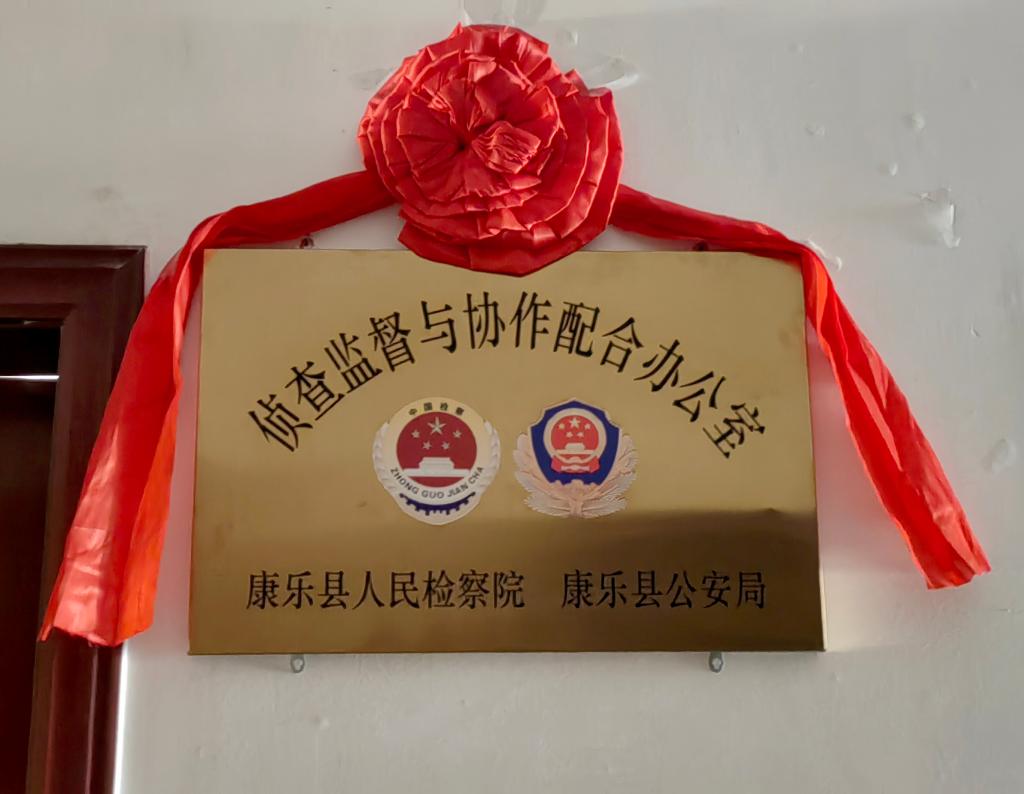 侦查监督与协作配合办公室
中国检察
ZHONG GUO JIAN CHA
康乐县人民检察院 康乐县公安局